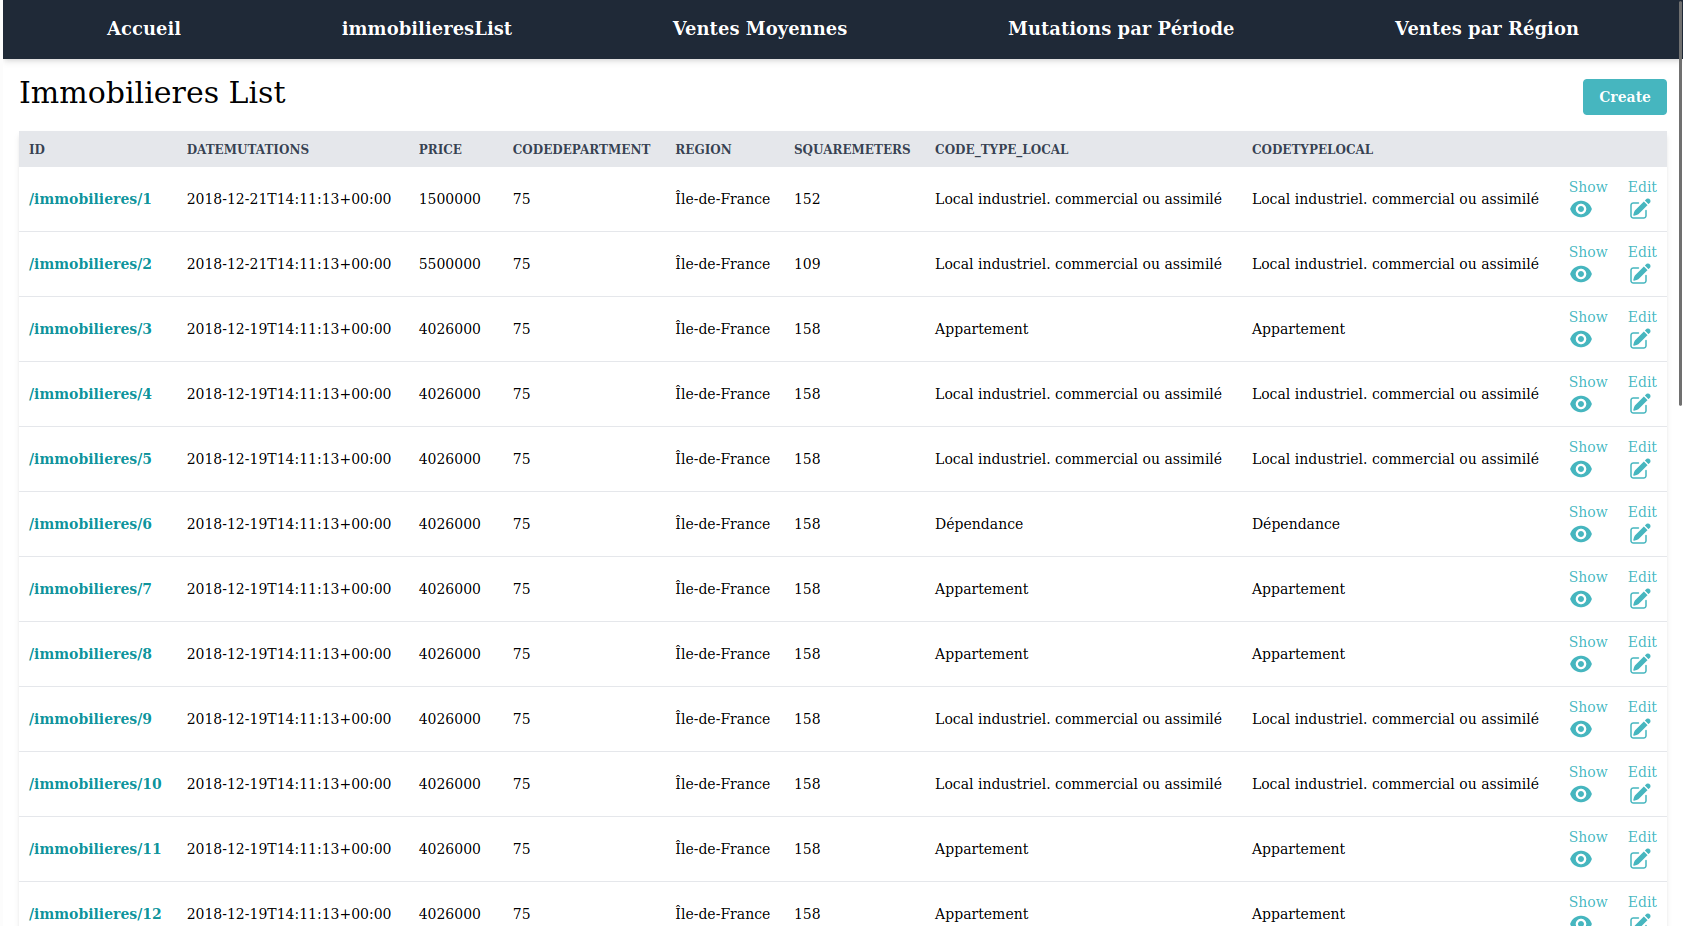 Accueil immobilieresList Ventes Moyennes Mutations par Période Ventes par Région
Immobilieres List
Create
ID DATEMUTATIONS PRICE CODEDEPARTMENT REGION SQUAREMETERS CODE_TYPE_LOCAL CODETYPELOCAL
/immobilieres/1 2018-12-21T14:11:13+00:00 1500000 75 Île-de-France 152 Local industriel. commercial ou assimilé Local industriel. commercial ou assimilé Show Edit
/immobilieres/2 2018-12-21T14:11:13+00:00 5500000 75 Île-de-France 109 Local industriel. commercial ou assimilé Local industriel. commercial ou assimilé Show Edit
/immobilieres/3 2018-12-19T14:11:13+00:00 4026000 75 Île-de-France 158 Appartement Appartement Show Edit
/immobilieres/4 2018-12-19T14:11:13+00:00 4026000 75 Île-de-France 158 Local industriel. commercial ou assimilé Local industriel. commercial ou assimilé Show Edit
/immobilieres/5 2018-12-19T14:11:13+00:00 4026000 75 Île-de-France 158 Local industriel. commercial ou assimilé Local industriel. commercial ou assimilé Show Edit
/immobilieres/6 2018-12-19T14:11:13+00:00 4026000 75 Île-de-France 158 Dépendance Dépendance Show Edit
/immobilieres/7 2018-12-19T14:11:13+00:00 4026000 75 Île-de-France 158 Appartement Appartement Show Edit
/immobilieres/8 2018-12-19T14:11:13+00:00 4026000 75 Île-de-France 158 Appartement Appartement Show Edit
/immobilieres/9 2018-12-19T14:11:13+00:00 4026000 75 Île-de-France 158 Local industriel. commercial ou assimilé Local industriel. commercial ou assimilé Show Edit
/immobilieres/10 2018-12-19T14:11:13+00:00 4026000 75 Île-de-France 158 Local industriel. commercial ou assimilé Local industriel. commercial ou assimilé Show Edit
/immobilieres/11 2018-12-19T14:11:13+00:00 4026000 75 Île-de-France 158 Appartement Appartement Show Edit
/immobilieres/12 2018-12-19T14:11:13+00:00 4026000 75 Île-de-France 158 Appartement Appartement Show Edit